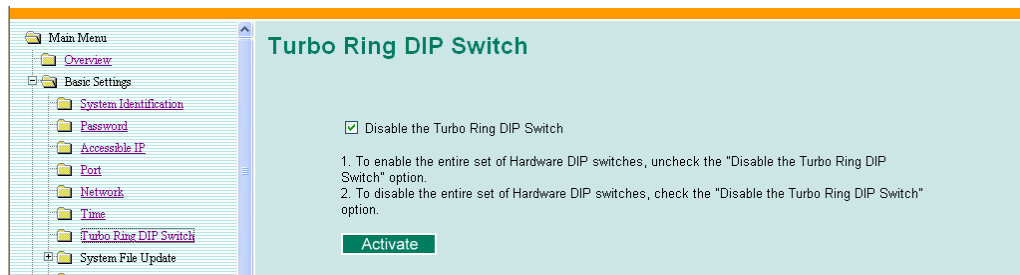 Main Menu
Overview
Basic Settings
System Identification
Password
Accessible IP
Port
Network
Time
Turbo Ring DIP Switch
System File Update
Turbo Ring DIP Switch
Disable the Turbo Ring DIP Switch
1. To enable the entire set of Hardware DIP switches, uncheck the "Disable the Turbo Ring DIP
Switch" option.
2. To disable the entire set of Hardware DIP switches, check the "Disable the Turbo Ring DIP Switch"
option.
Activate